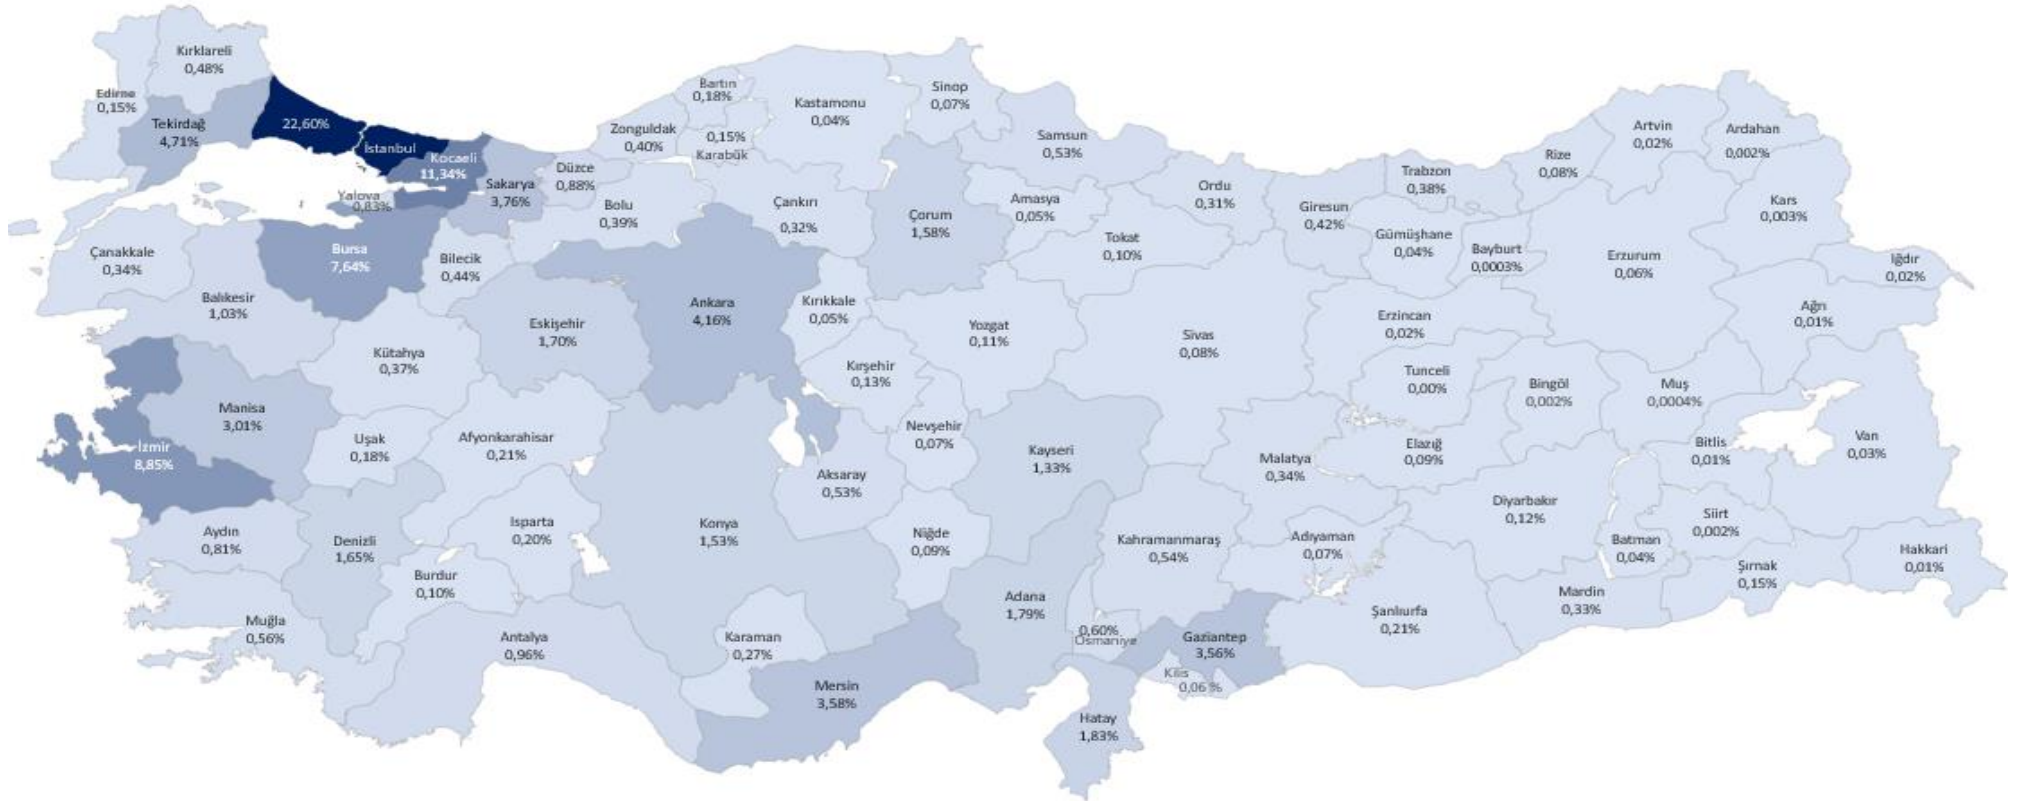 Kırklareli
0,48%
Edirne
0,15%
Tekirdağ
4,71%
22,60%
İstanbul
Kocaeli
11,34%
Yalova
0,83%
Sakarya
3,76%
Düzce
0,88%
Zonguldak
0,40%
Bartın
0,18%
0,15%
Karabük
Kastamonu
0,04%
Sinop
0,07%
Samsun
0,53%
Bolu
0,39%
Çankırı
0,32%
Çorum
1,58%
Amasya
0,05%
Tokat
0,10%
Ordu
0,31%
Giresun
0,42%
Trabzon
0,38%
Gümüşhane
0,04%
Bayburt
0,0003%
Rize
0,08%
Artvin
0,02%
Ardahan
0,002%
Kars
0,003%
Iğdır
0,02%
Erzurum
0,06%
Ağrı
0,01%
Çanakkale
0,34%
Balıkesir
1,03%
Bursa
7,64%
Bilecik
0,44%
Eskişehir
1,70%
Ankara
4,16%
Kırıkkale
0,05%
Yozgat
0,11%
Sivas
0,08%
Erzincan
0,02%
Tunceli
0,00%
Bingöl
0,002%
Muş
0,0004%
Kütahya
0,37%
Kırşehir
0,13%
Manisa
3,01%
İzmir
8,85%
Uşak
0,18%
Afyonkarahisar
0,21%
Nevşehir
0,07%
Kayseri
1,33%
Malatya
0,34%
Elazığ
0,09%
Bitlis
0,01%
Van
0,03%
Aksaray
0,53%
Diyarbakır
0,12%
Siirt
0,002%
Batman
0,04%
Hakkari
0,01%
Şırnak
0,15%
Mardin
0,33%
Aydın
0,81%
Denizli
1,65%
Isparta
0,20%
Konya
1,53%
Niğde
0,09%
Kahramanmaraş
0,54%
Adıyaman
0,07%
Burdur
0,10%
Adana
1,79%
Şanlıurfa
0,21%
Muğla
0,56%
Antalya
0,96%
Karaman
0,27%
0,60%
Osmaniye
Gaziantep
3,56%
Kilis
0,06 %
Mersin
3,58%
Hatay
1,83%